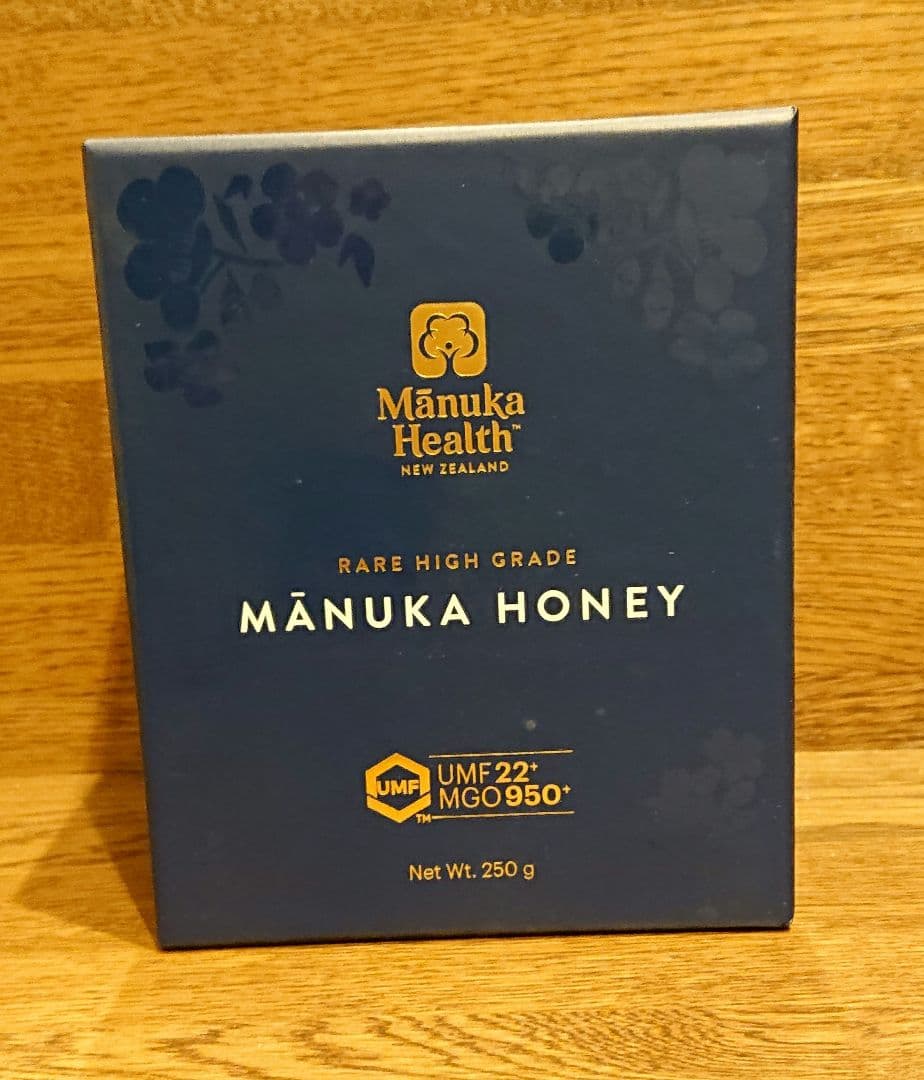 Mānuka
Health™
NEW ZEALAND
RARE HIGH GRADE
MĀNUKA HONEY
UMF
TM
UMF 22+
MGO 950+
Net Wt. 250 g